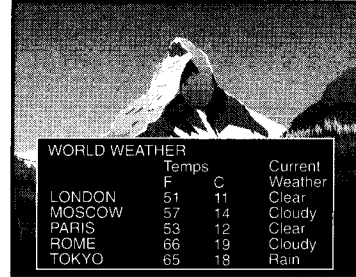 WORLD WEATHER
Temps Current
F C Weather
LONDON 51 11 Clear
MOSCOW 57 14 Cloudy
PARIS 53 12 Clear
ROME 66 19 Cloudy
TOKYO 65 18 Rain